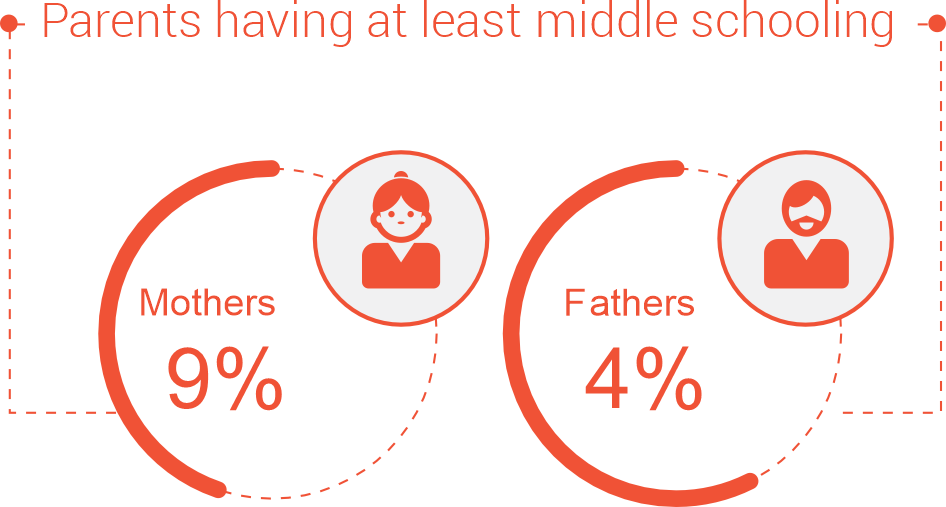 Parents having at least middle schooling
Mothers
9%
Fathers
4%